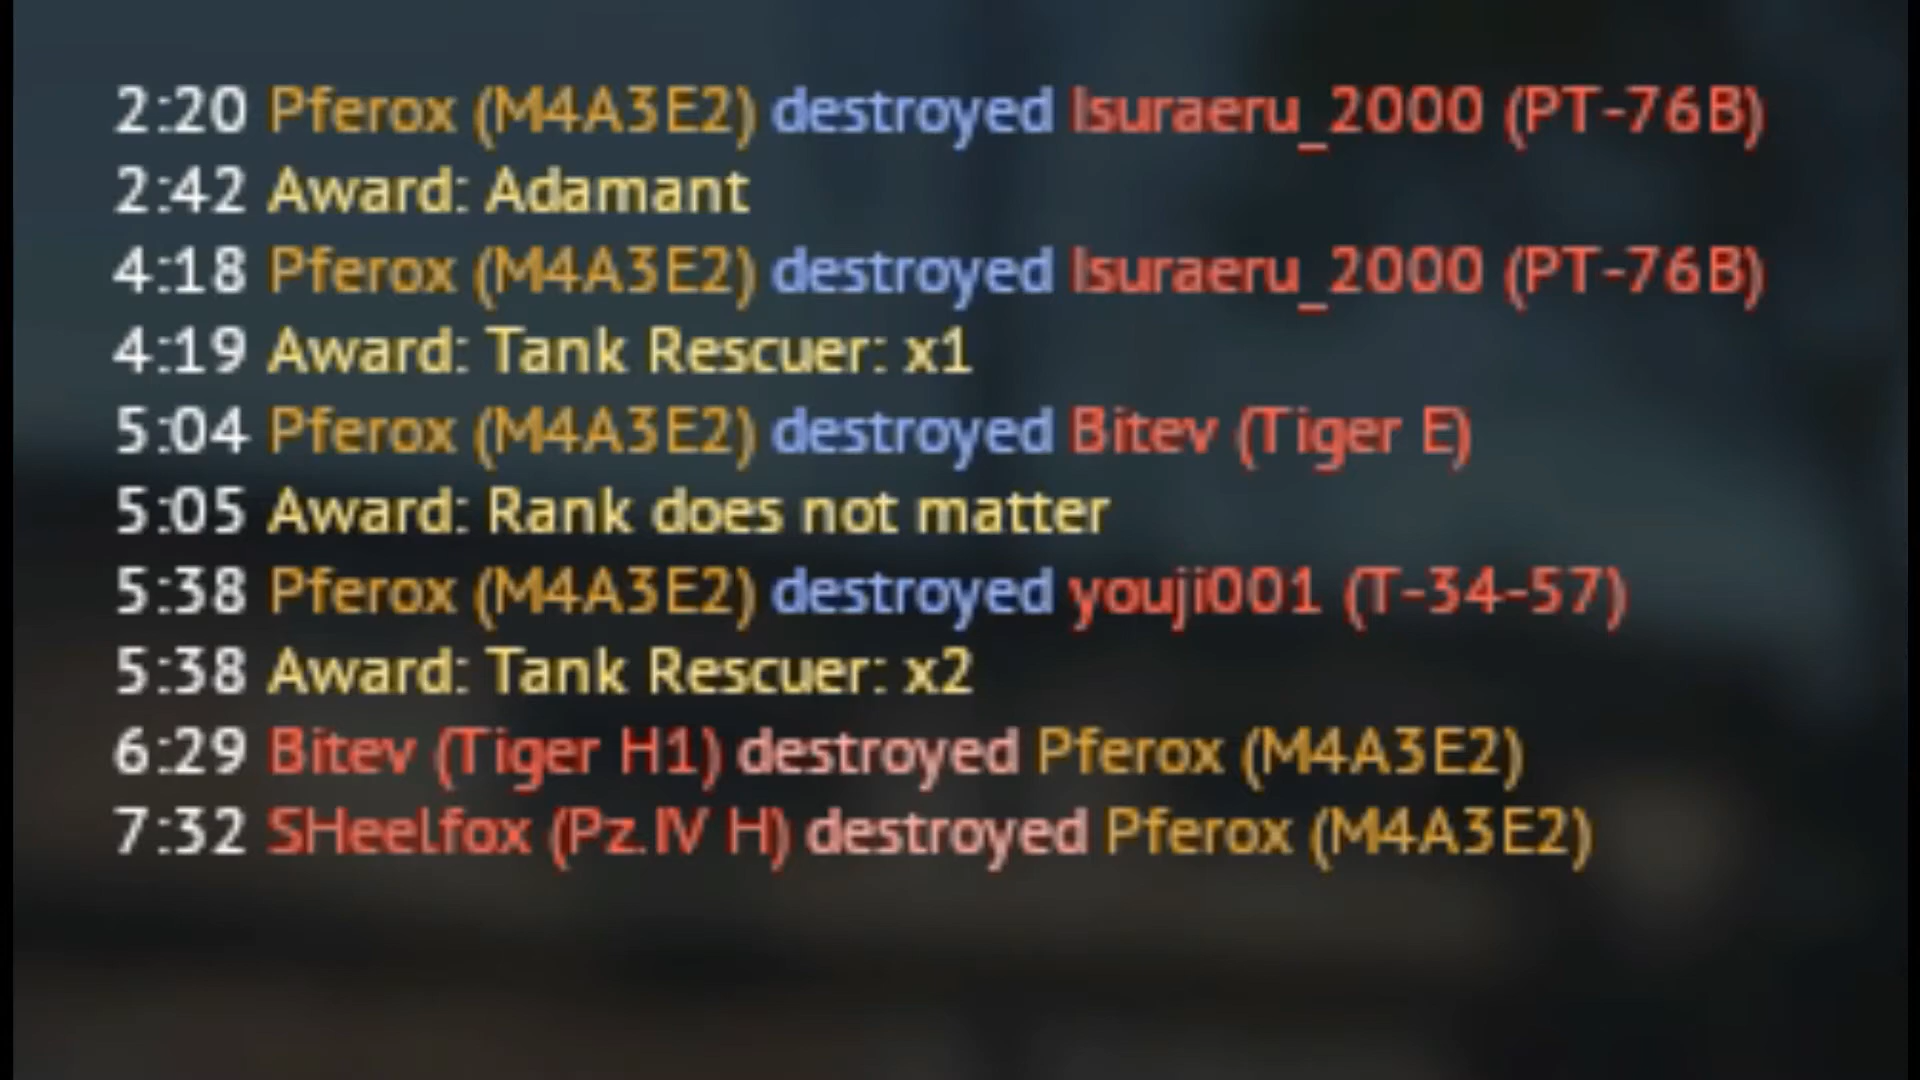 2:20 Pferox (M4A3E2) destroyed Isuraeru_2000 (PT-76B)
2:42 Award: Adamant
4:18 Pferox (M4A3E2) destroyed Isuraeru_2000 (PT-76B)
4:19 Award: Tank Rescuer: x1
5:04 Pferox (M4A3E2) destroyed Bitev (Tiger E)
5:05 Award: Rank does not matter
5:38 Pferox (M4A3E2) destroyed youji001 (T-34-57)
5:38 Award: Tank Rescuer: x2
6:29 Bitev (Tiger H1) destroyed Pferox (M4A3E2)
7:32 SHeelfox (Pz.IV H) destroyed Pferox (M4A3E2)